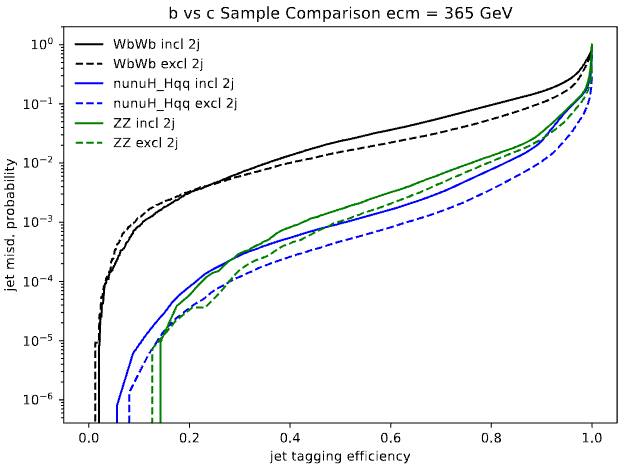 b vs c Sample Comparison ecm = 365 GeV
WbWb incl 2j
WbWb excl 2j
nunuH_Hqq incl 2j
nunuH_Hqq excl 2j
ZZ incl 2j
ZZ excl 2j
jet misd. probability
10⁰
10⁻¹
10⁻²
10⁻³
10⁻⁴
10⁻⁵
10⁻⁶
0.0 0.2 0.4 0.6 0.8 1.0
jet tagging efficiency